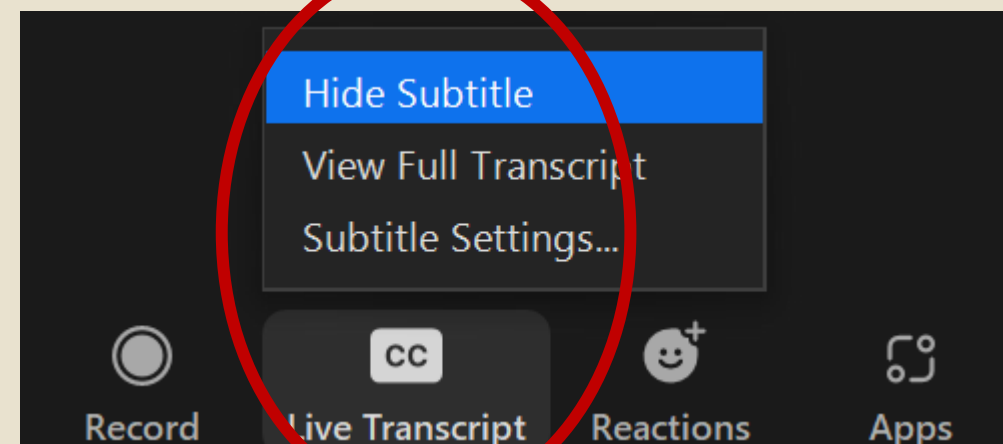 Hide Subtitle
View Full Transcript
Subtitle Settings...
CC
Record Live Transcript Reactions Apps